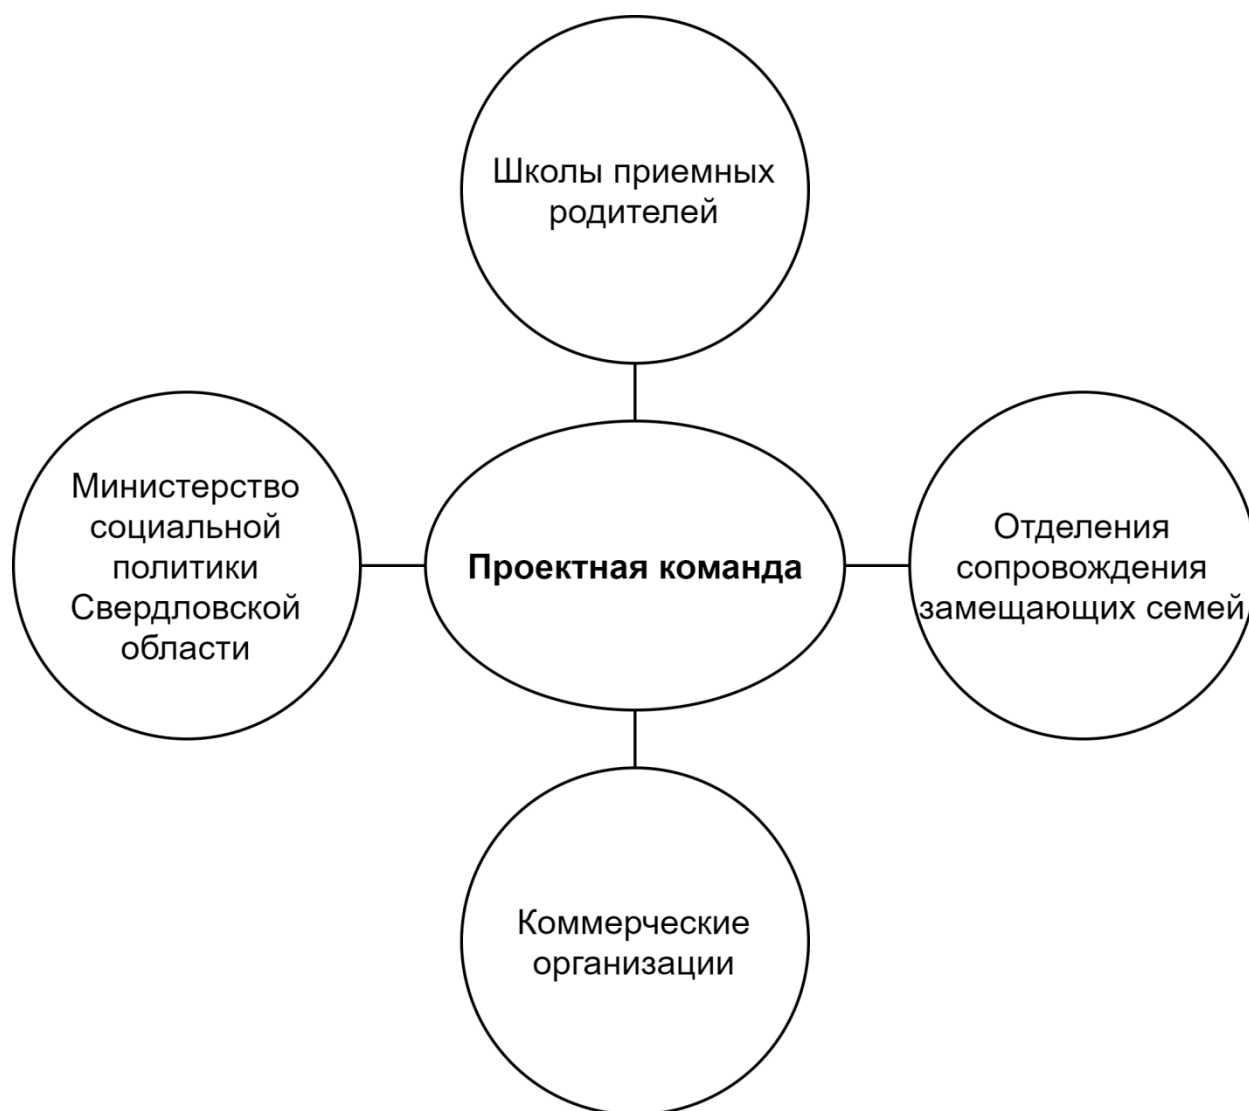 Школы приемных
родителей
Министерство
социальной
политики
Свердловской
области
Проектная команда
Отделения
сопровождения
замещающих семей
Коммерческие
организации